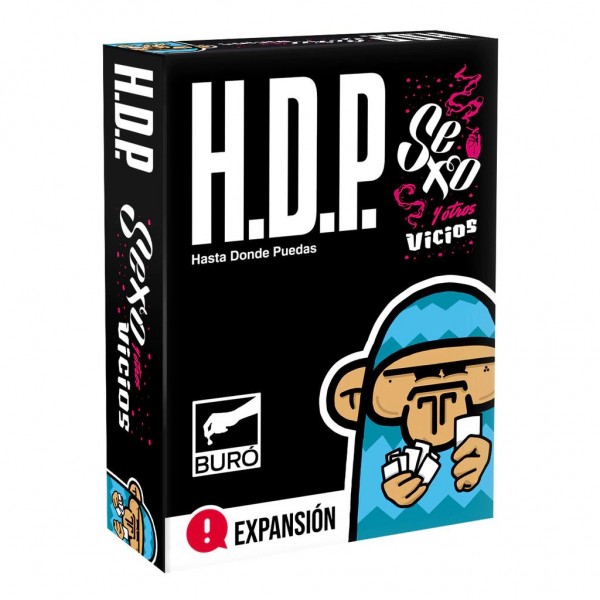 H.D.P.
Hasta Donde Puedas
Sexo
y otros
Vicios
BURÓ
! EXPANSIÓN
H.D.P.
Sexo
y otros
Vicios